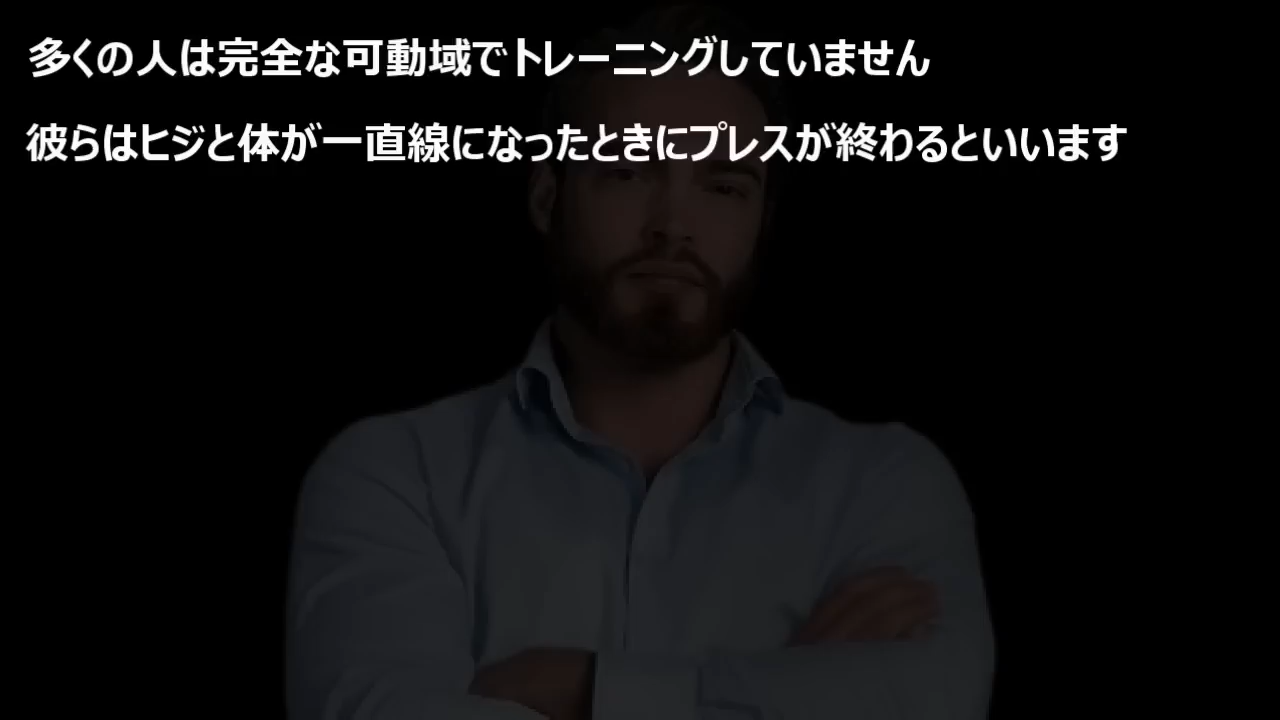 多くの人は完全な可動域でトレーニングしていません
彼らはヒジと体が一直線になったときにプレスが終わるといいます